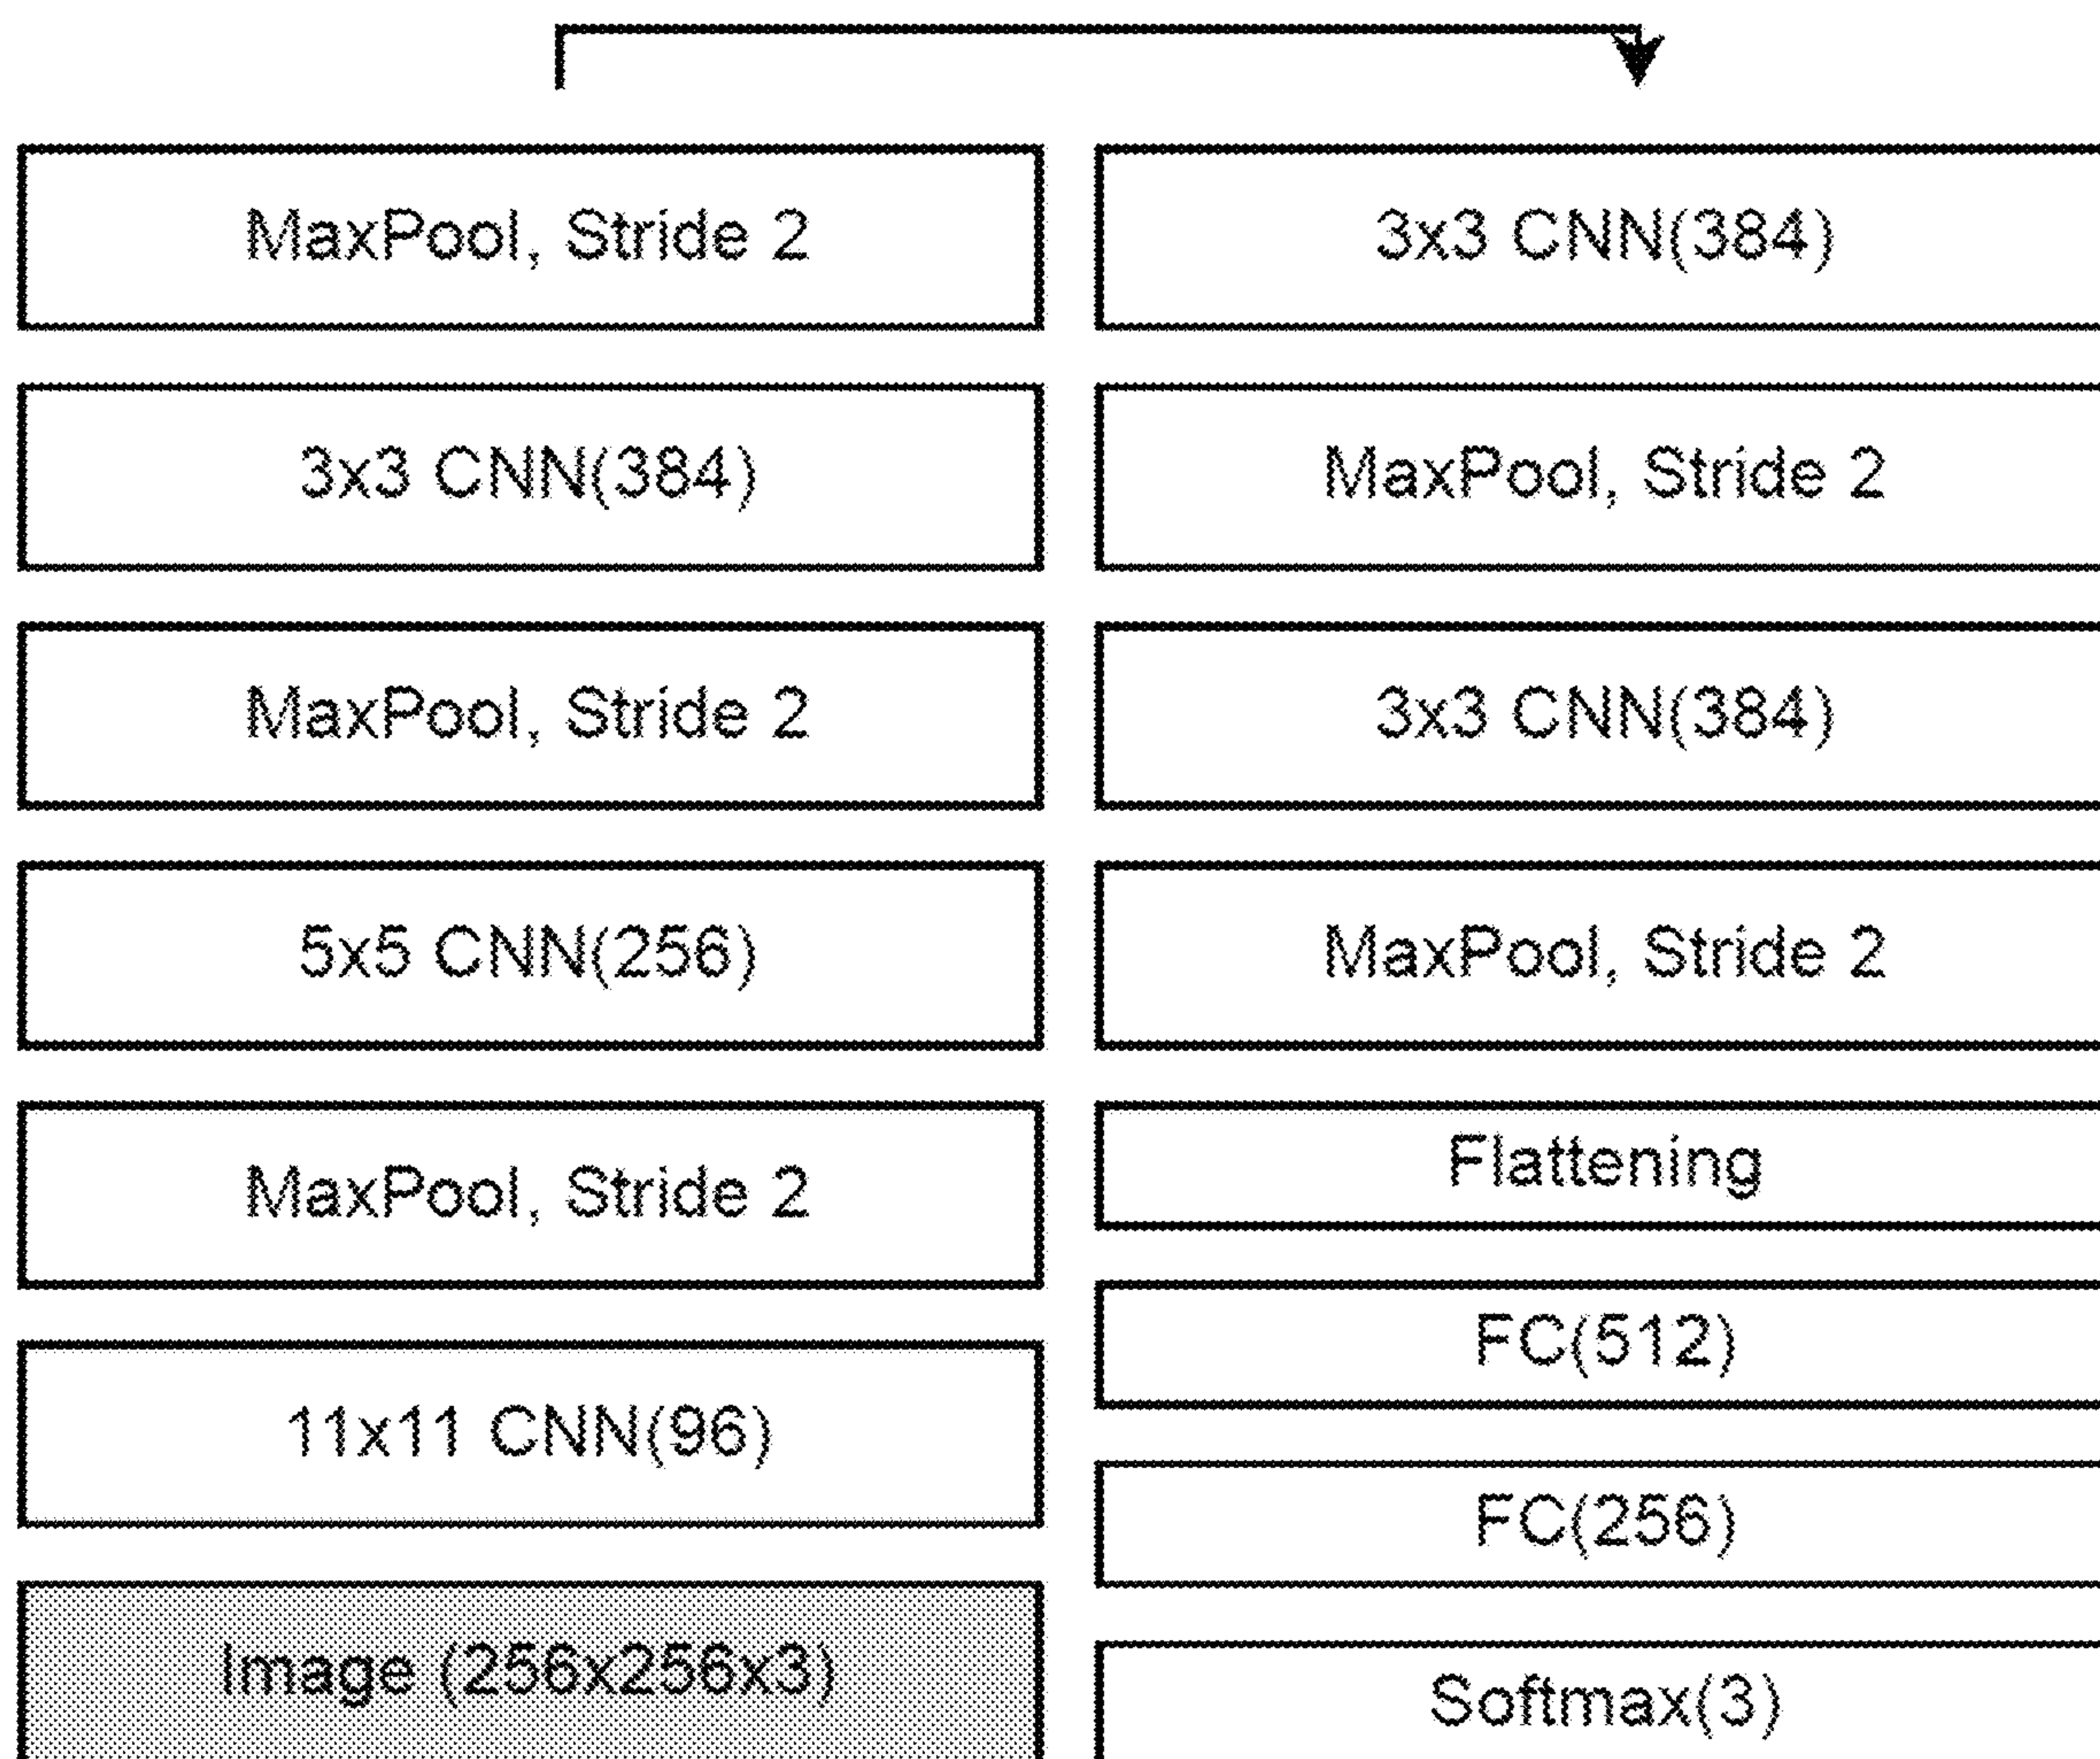 MaxPool, Stride 2
3x3 CNN(384)
MaxPool, Stride 2
5x5 CNN(256)
MaxPool, Stride 2
11x11 CNN(96)
Image (256x256x3)
3x3 CNN(384)
MaxPool, Stride 2
3x3 CNN(384)
MaxPool, Stride 2
Flattening
FC(512)
FC(256)
Softmax(3)